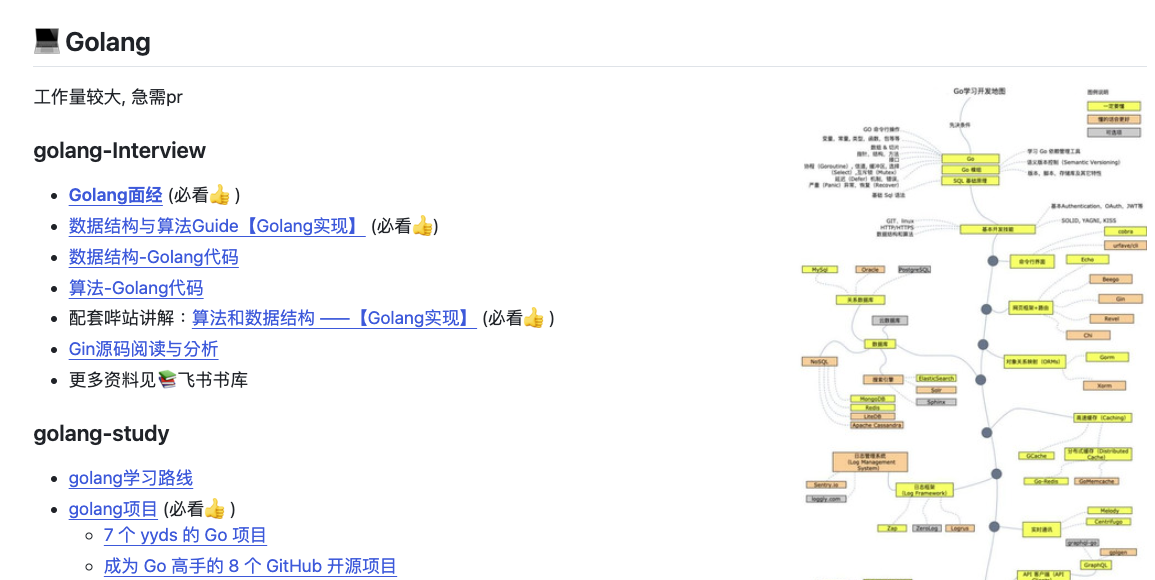 💻 Golang
工作量较大, 急需pr
golang-Interview
Golang面经 (必看👍 )
数据结构与算法Guide【Golang实现】 (必看👍)
数据结构-Golang代码
算法-Golang代码
配套哔站讲解：算法和数据结构 ——【Golang实现】 (必看👍 )
Gin源码阅读与分析
更多资料见📚飞书书库
golang-study
golang学习路线
golang项目 (必看👍 )
7 个 yyds 的 Go 项目
成为 Go 高手的 8 个 GitHub 开源项目
Go学习开发地图
图例说明
一定要懂
懂的话会更好
可选项
先决条件
GO 命令行操作
变量、常量, 类型、函数、包等等
数组 & 切片
指针、结构、方法
接口
协程（Goroutine）, 信道, 缓冲区, 选择
（Select）,互斥锁（Mutex）
延迟（Defer）机制、错误,
严重（Panic）异常、恢复（Recover）
基础 Sql 语法
Go
Go 模组
SQL 基础原理
学习 Go 依赖管理工具
语义版本控制（Semantic Versioning）
版本、脚本、存储库及其它特性
基本Authentication、OAuth、JWT等
SOLID, YAGNI, KISS
GIT、linux
HTTP/HTTPS
数据结构和算法
基本开发技能
cobra
urfave/cli
命令行界面
Echo
Beego
Gin
Revel
Chi
网页框架+路由
MySql
Oracle
PostgreSQL
关系数据库
云数据库
数据库
NoSQL
搜索引擎
ElasticSearch
Solr
Sphinx
MongoDB
Redis
LiteDB
Apache Cassandra
对象关系映射（ORMs）
Gorm
Xorm
高速缓存（Caching）
GCache
分布式缓存（Distributed
Cache）
Go-Redis
GoMemcache
日志管理系统
(Log Management
System)
Sentry.io
loggly.com
日志框架
(Log Framework)
Zap
ZeroLog
Logrus
实时通讯
Melody
Centrifugo
graphql-go
gqlgen
GraphQL
API 客户端（API